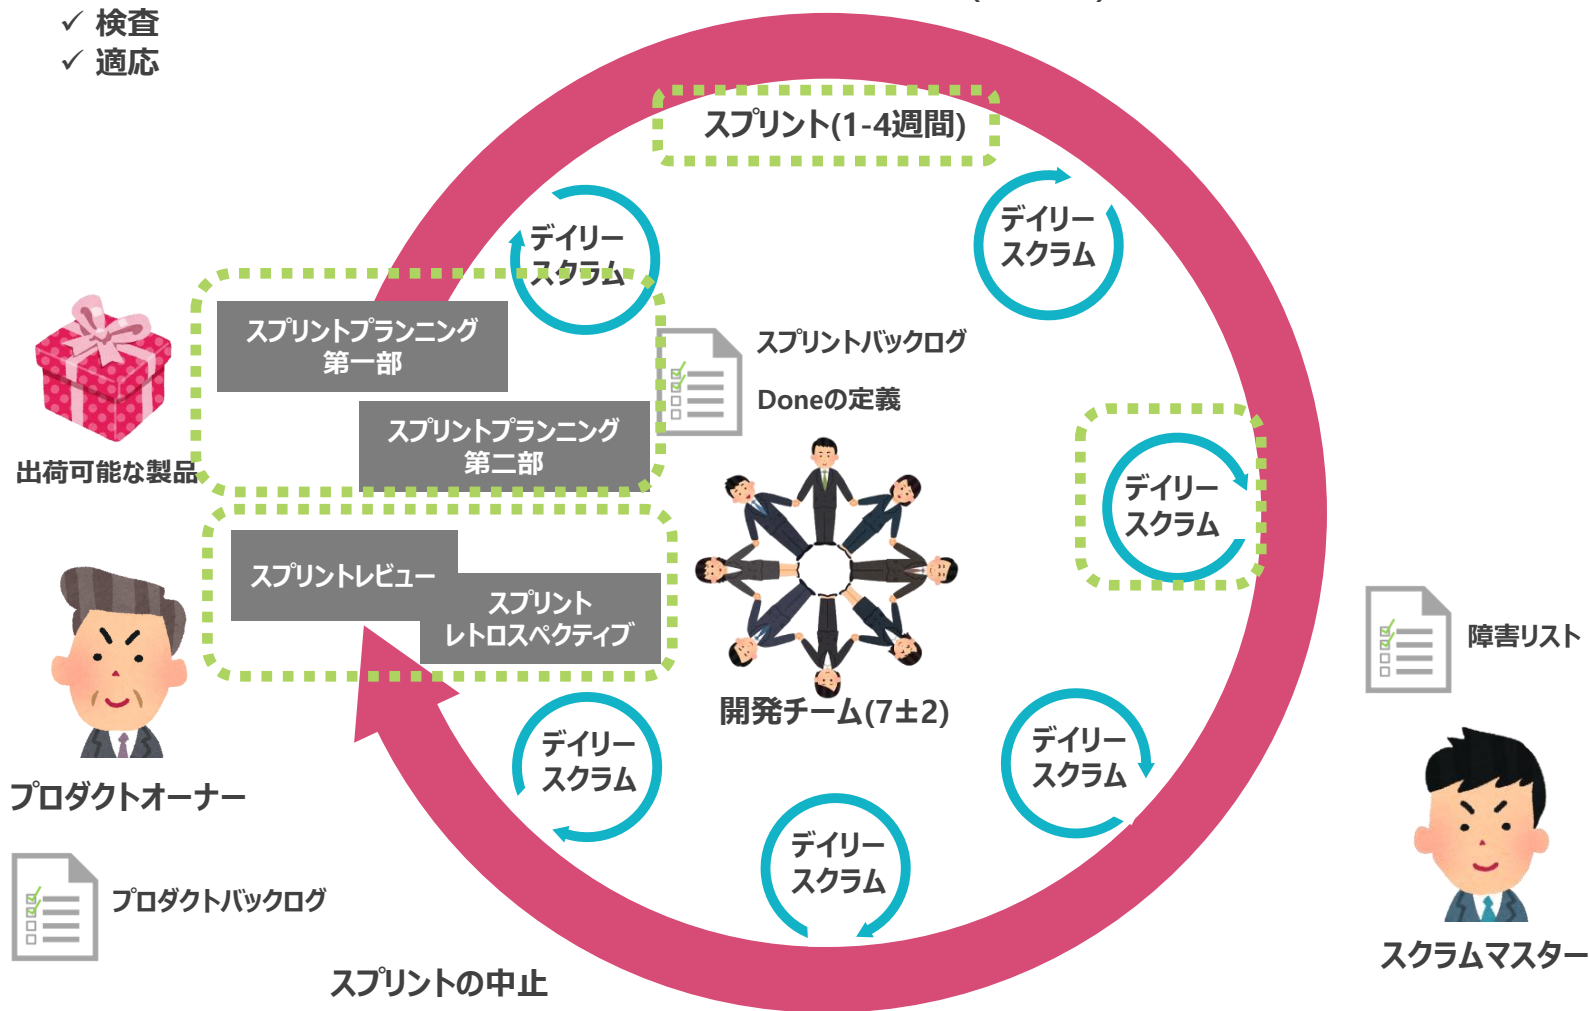 検査
適応
スプリント(1-4週間)
デイリー
スクラム
デイリー
スクラム
スプリントプランニング
第一部
スプリントバックログ
Doneの定義
スプリントプランニング
第二部
出荷可能な製品
デイリー
スクラム
スプリントレビュー
スプリント
レトロスペクティブ
障害リスト
開発チーム(7±2)
デイリー
スクラム
デイリー
スクラム
プロダクトオーナー
デイリー
スクラム
プロダクトバックログ
スクラムマスター
スプリントの中止